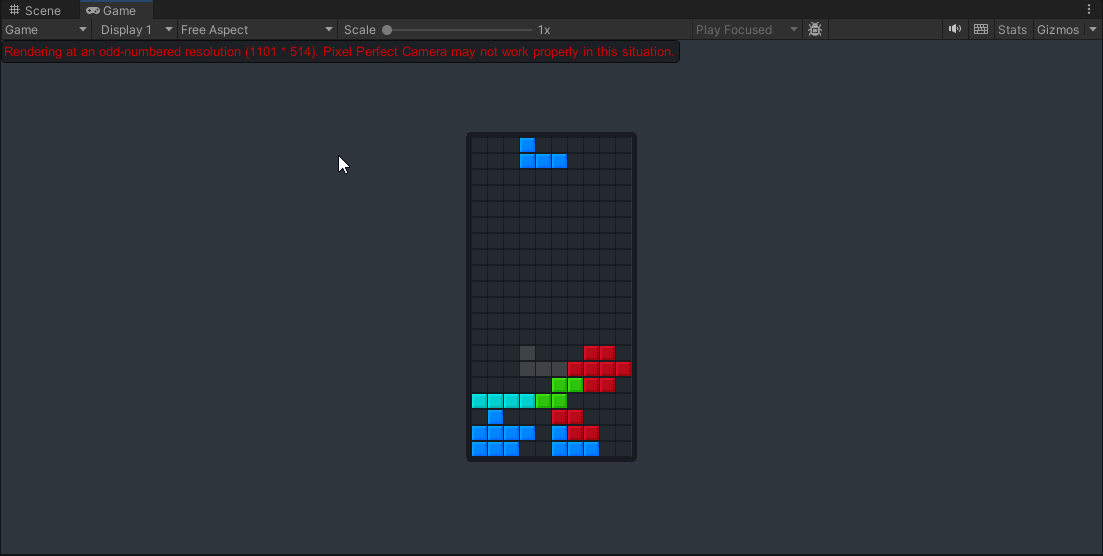 Scene Game
Game Display 1 Free Aspect Scale 1x Play Focused Stats Gizmos
Rendering at an odd-numbered resolution (1101 * 514). Pixel Perfect Camera may not work properly in this situation.